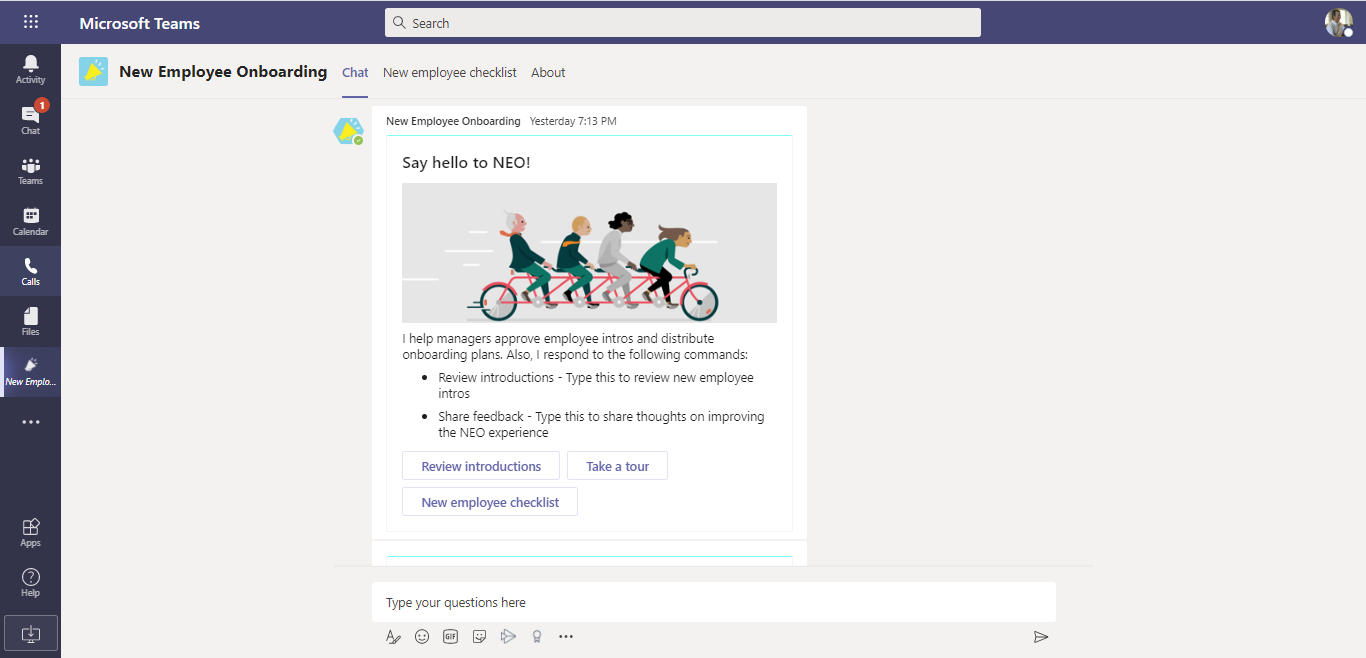 Microsoft Teams
Search
Activity
1
Chat
Teams
Calendar
Calls
Files
New Emplo...
Apps
Help
New Employee Onboarding
Chat
New employee checklist
About
New Employee Onboarding Yesterday 7:13 PM
Say hello to NEO!
I help managers approve employee intros and distribute
onboarding plans. Also, I respond to the following commands:
• Review introductions - Type this to review new employee
intros
• Share feedback - Type this to share thoughts on improving
the NEO experience
Review introductions
Take a tour
New employee checklist
Type your questions here
GIF